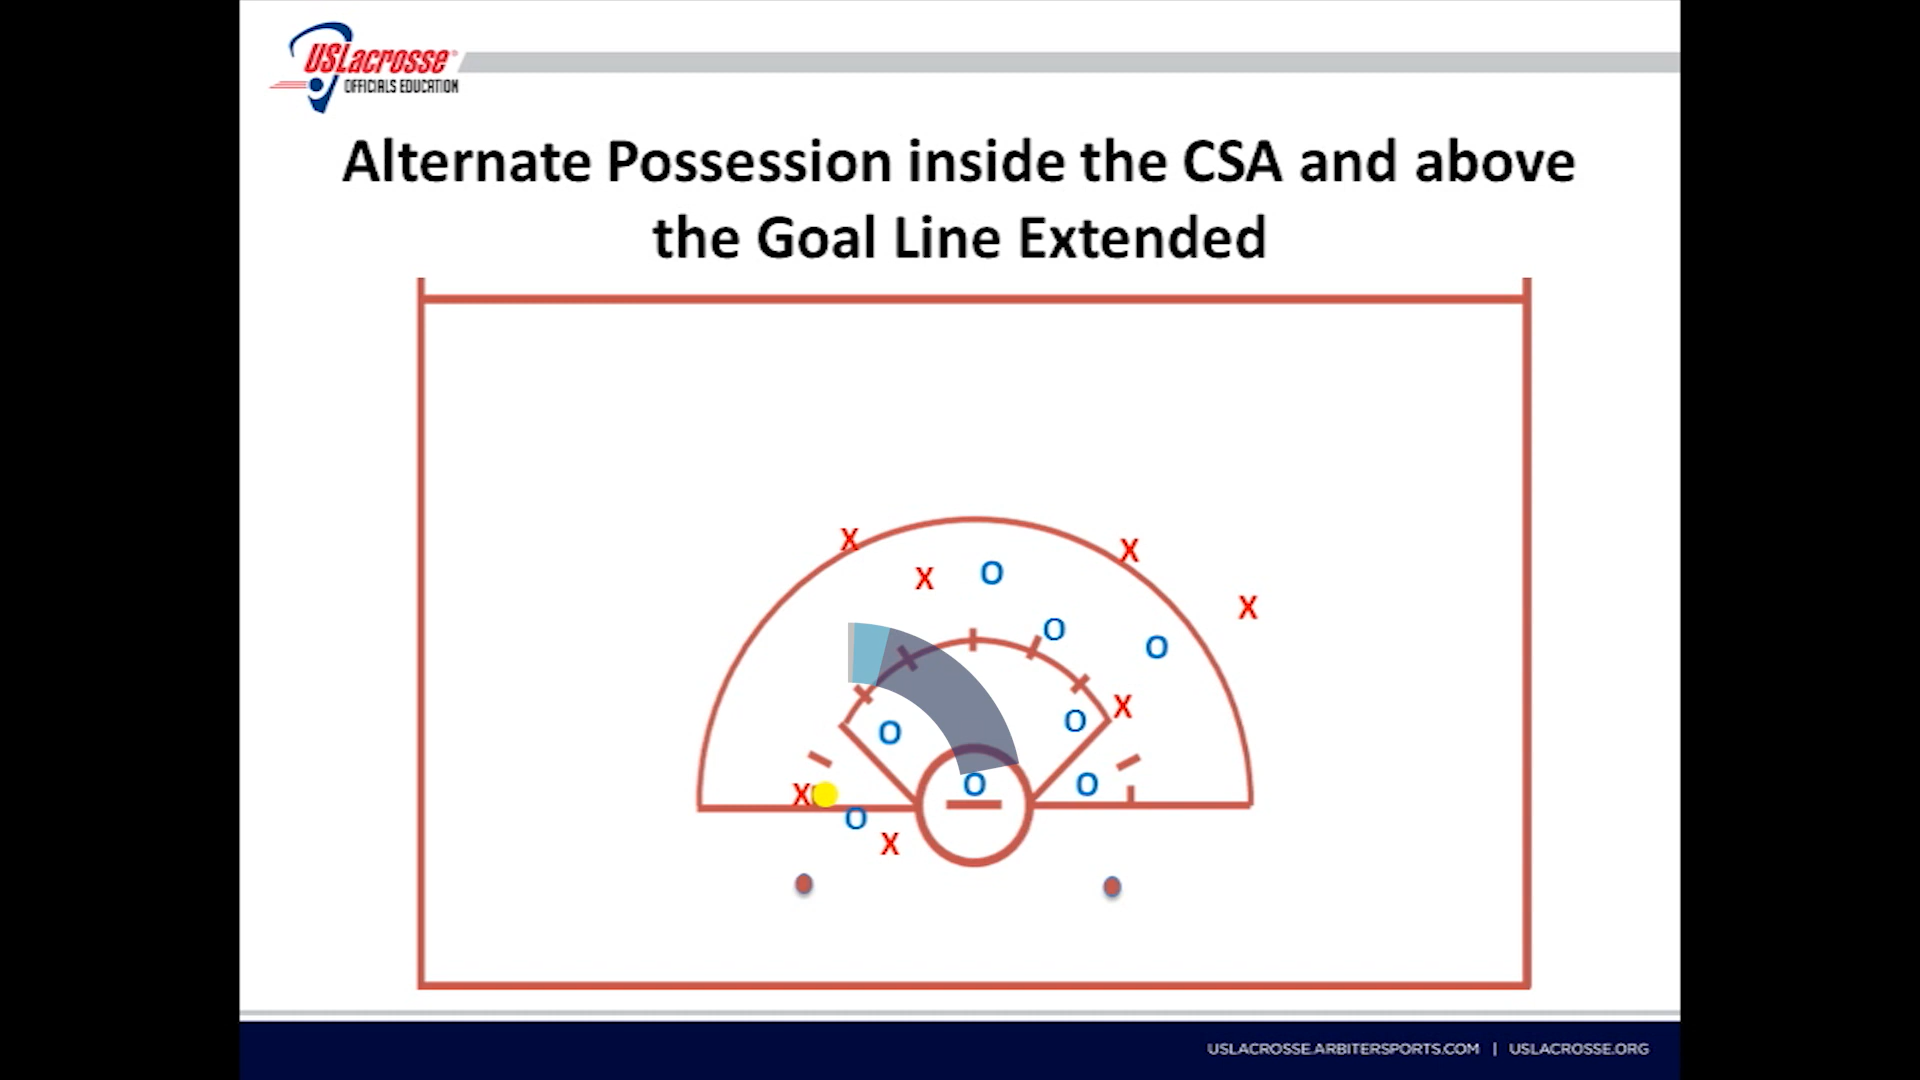 USLacrosse
OFFICIALS EDUCATION
Alternate Possession inside the CSA and above
the Goal Line Extended
X
X
X
O
X
O
O
X
O
O
X
O
O
O
X
USLACROSSE.ARBITERSPORTS.COM | USLACROSSE.ORG